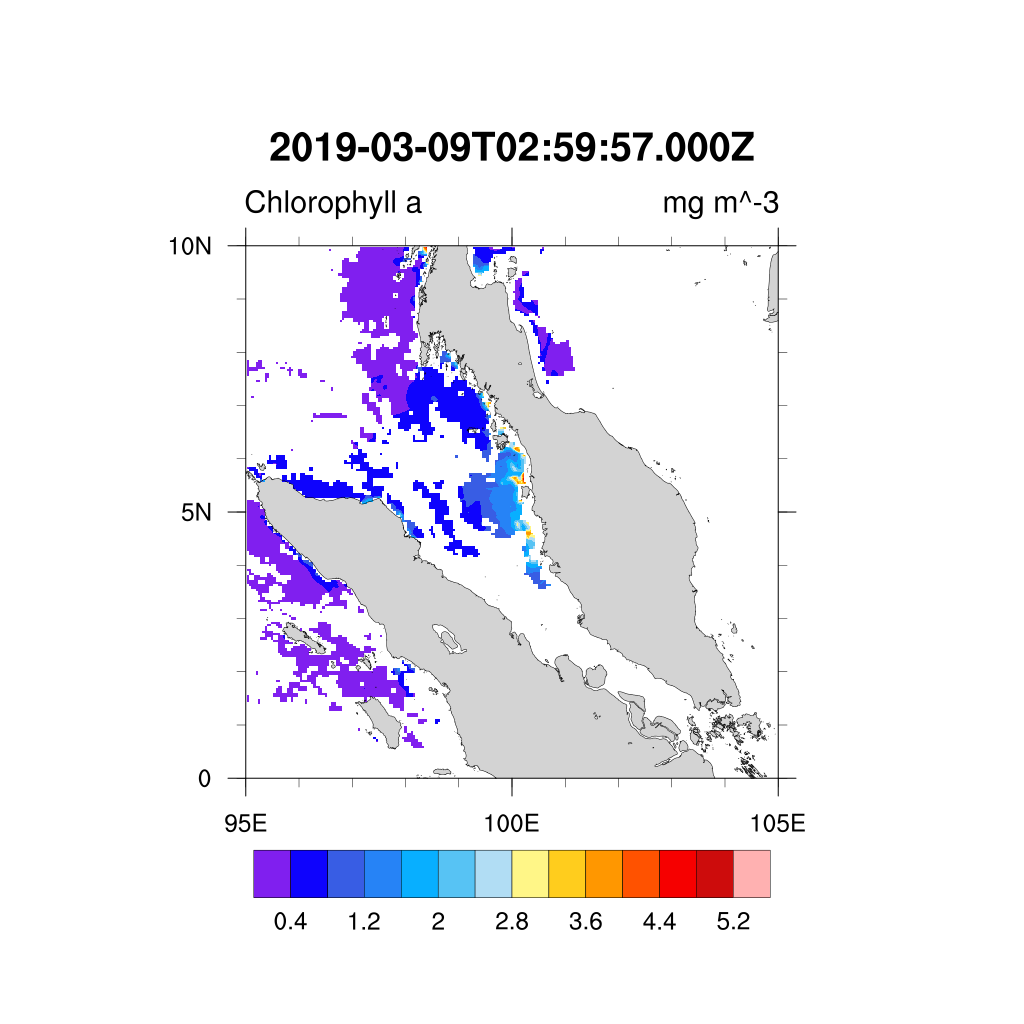 2019-03-09T02:59:57.000Z
Chlorophyll a mg m^-3
10N
5N
0
95E 100E 105E
0.4 1.2 2 2.8 3.6 4.4 5.2